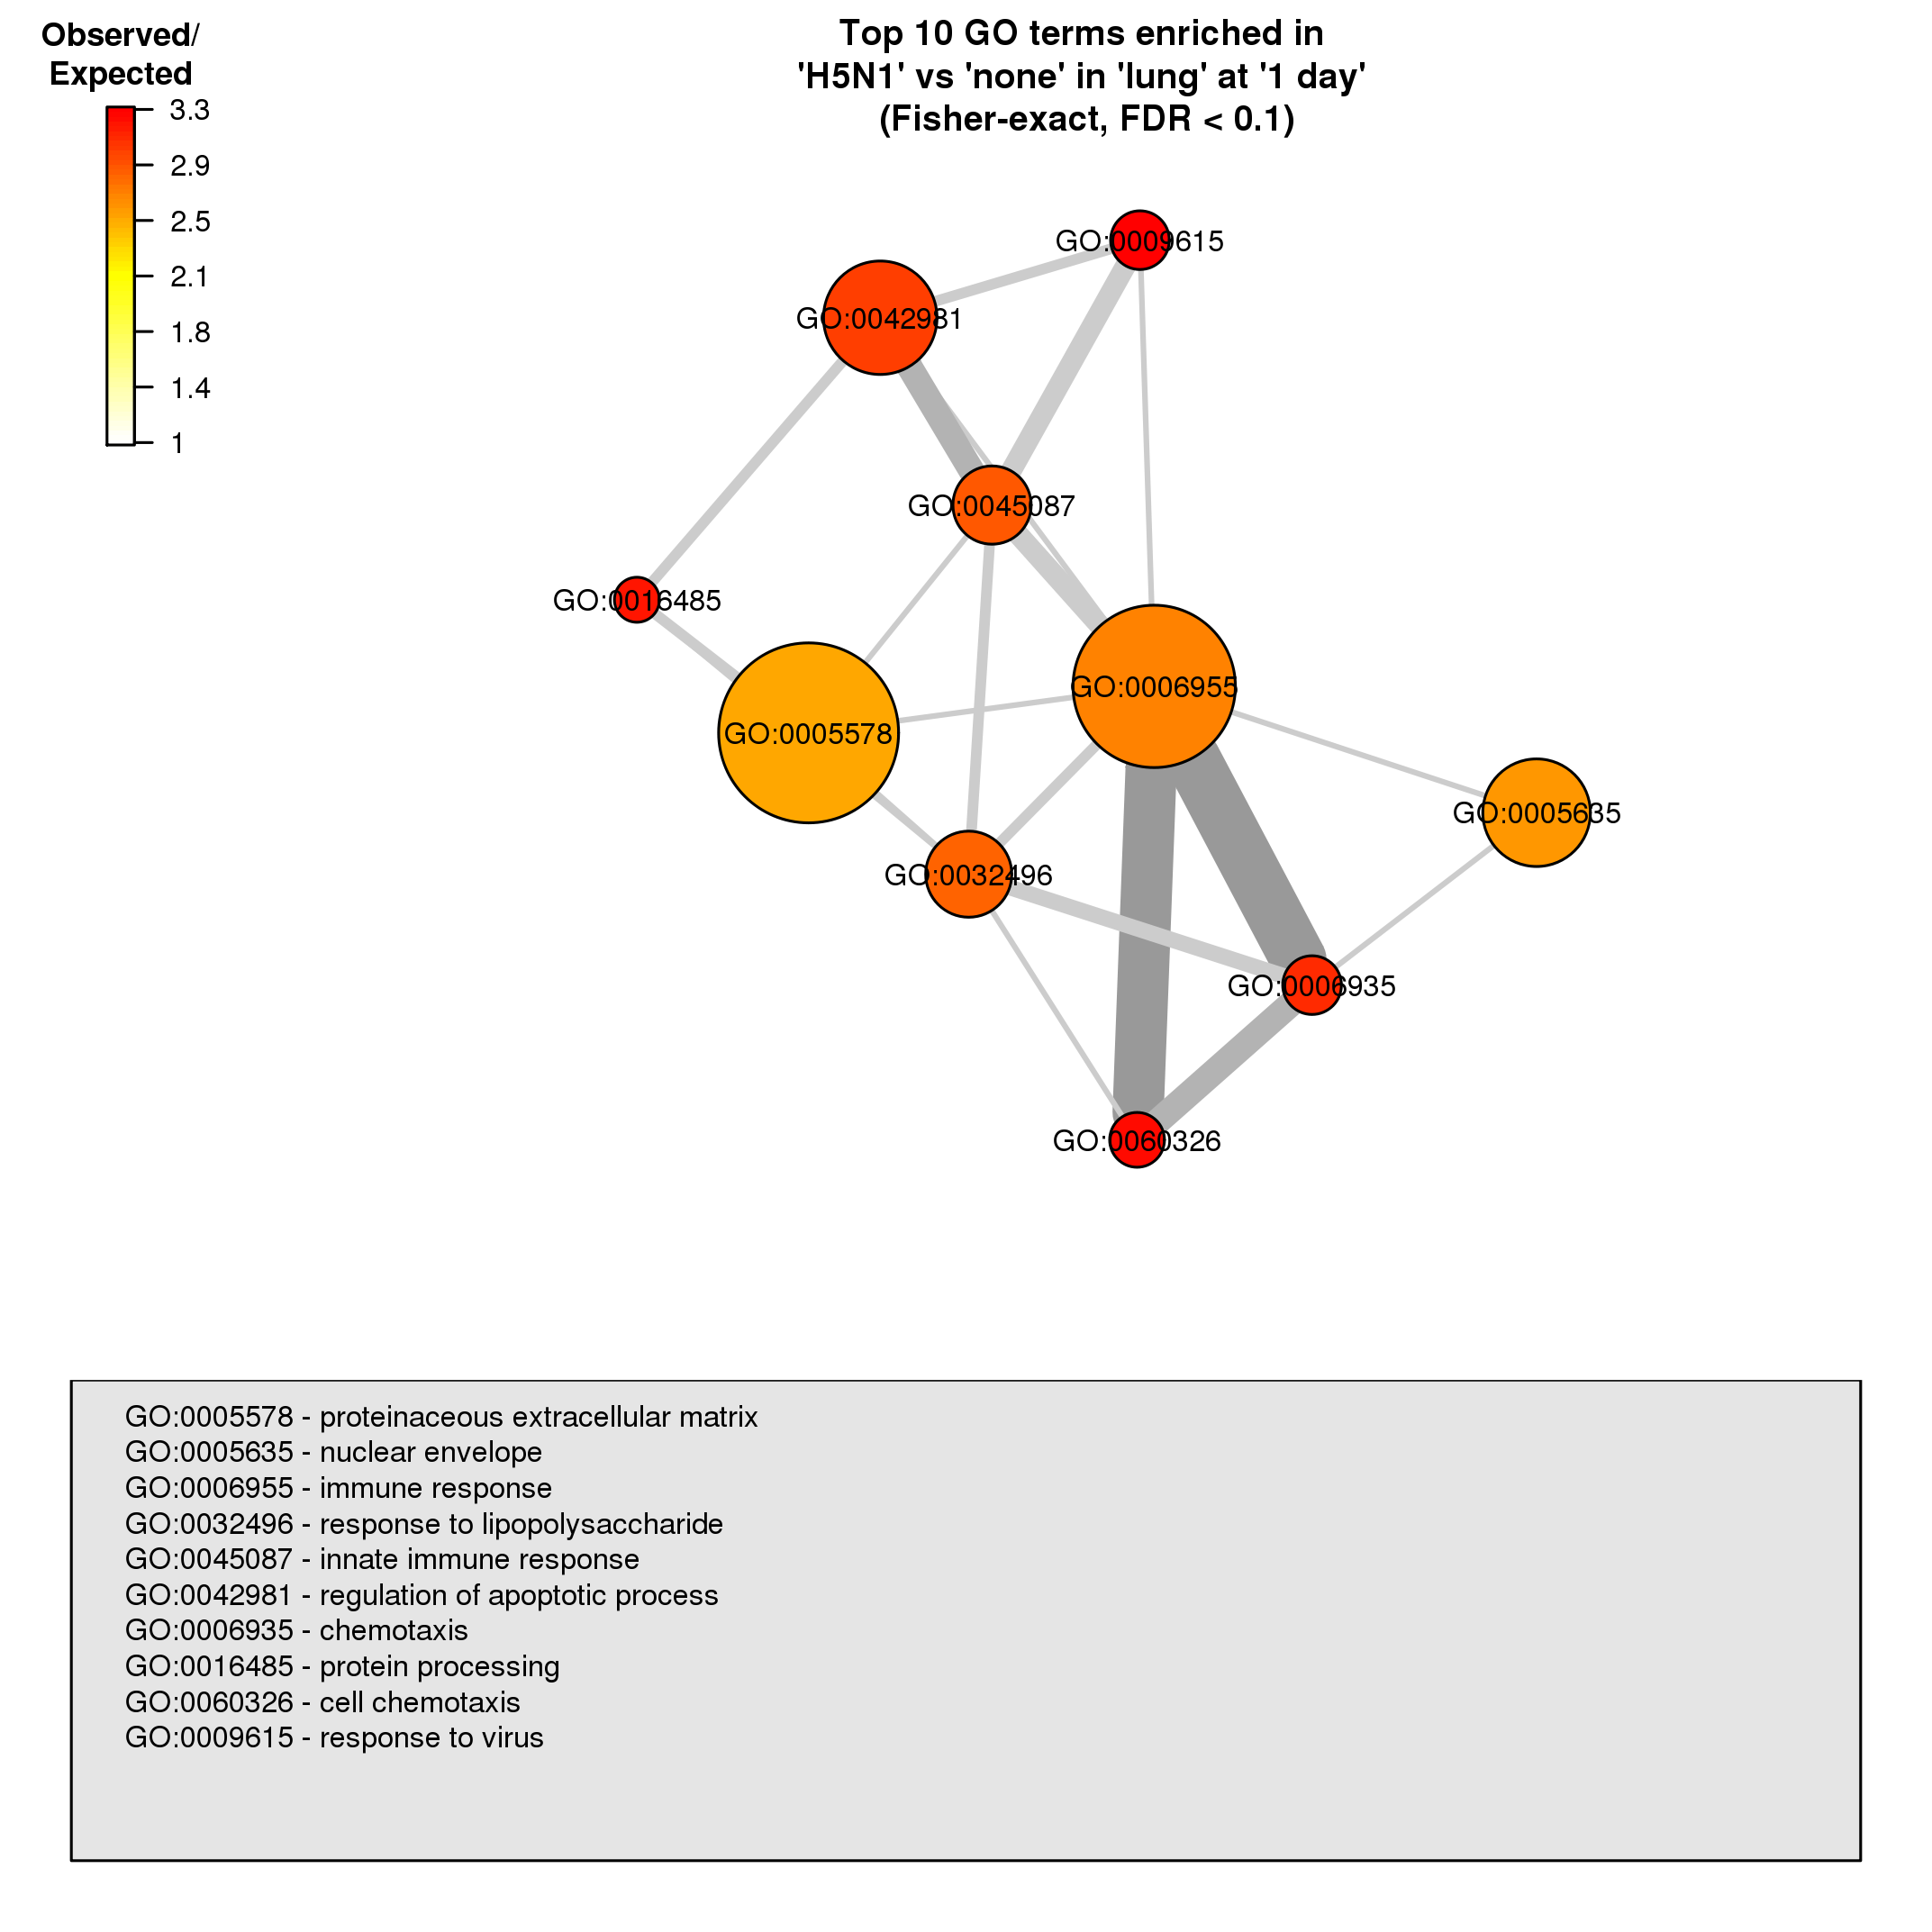 Observed/
Expected
3.3
2.9
2.5
2.1
1.8
1.4
1
Top 10 GO terms enriched in
'H5N1' vs 'none' in 'lung' at '1 day'
(Fisher-exact, FDR < 0.1)
GO:0009615
GO:0042981
GO:0045087
GO:0016485
GO:0006955
GO:0005578
GO:0005635
GO:0032496
GO:0006935
GO:0060326
GO:0005578 - proteinaceous extracellular matrix
GO:0005635 - nuclear envelope
GO:0006955 - immune response
GO:0032496 - response to lipopolysaccharide
GO:0045087 - innate immune response
GO:0042981 - regulation of apoptotic process
GO:0006935 - chemotaxis
GO:0016485 - protein processing
GO:0060326 - cell chemotaxis
GO:0009615 - response to virus